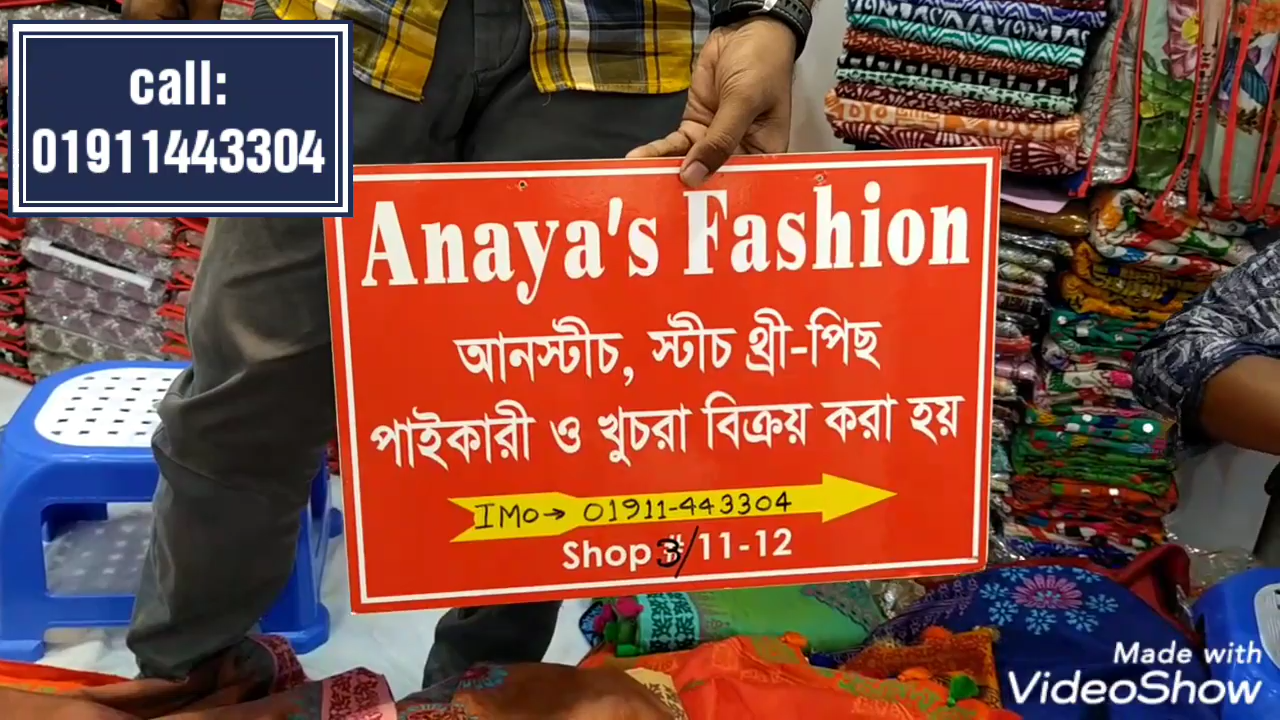 call:
01911443304
Anaya's Fashion
আনস্টীচ, স্টীচ থ্রী-পিছ
পাইকারী ও খুচরা বিক্রয় করা হয়
IMO→ 01911-443304
Shop 3/11-12
Made with
VideoShow